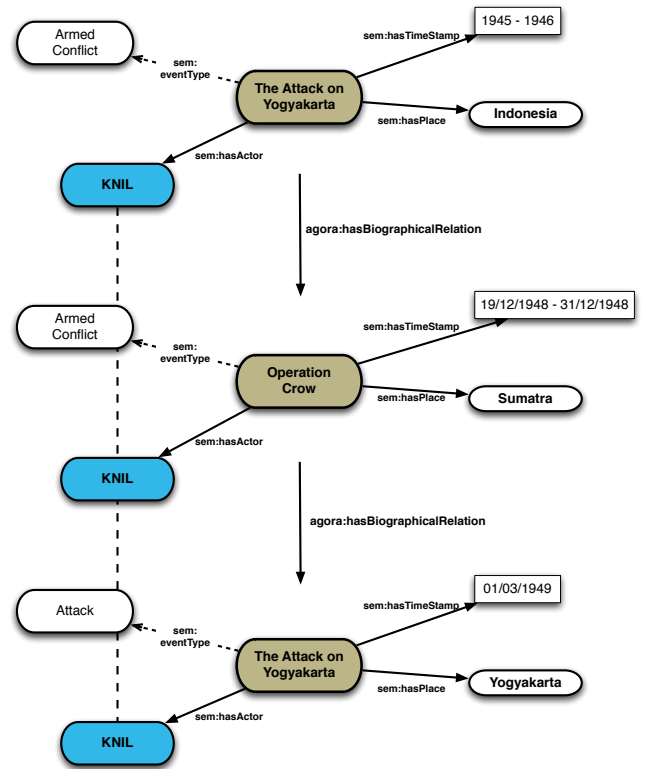 1945 - 1946
Armed
Conflict
sem:hasTimeStamp
sem:
eventType
The Attack on
Yogyakarta
sem:hasPlace
Indonesia
sem:hasActor
KNIL
agora:hasBiographicalRelation
19/12/1948 - 31/12/1948
Armed
Conflict
sem:hasTimeStamp
sem:
eventType
Operation
Crow
sem:hasPlace
Sumatra
sem:hasActor
KNIL
agora:hasBiographicalRelation
01/03/1949
Attack
sem:hasTimeStamp
sem:
eventType
The Attack on
Yogyakarta
sem:hasPlace
Yogyakarta
sem:hasActor
KNIL